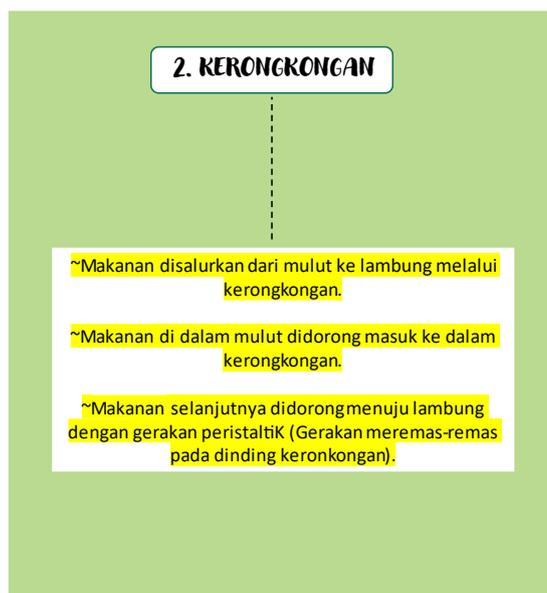 2. KERONGKONGAN
~Makanan disalurkan dari mulut ke lambung melalui
kerongkongan.
~Makanan di dalam mulut didorong masuk ke dalam
kerongkongan.
~Makanan selanjutnya didorong menuju lambung
dengan gerakan peristaltiK (Gerakan meremas-remas
pada dinding keronkongan).